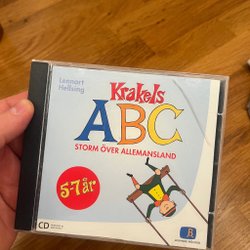 Lennart
Hellsing
Krakels
ABC
STORM ÖVER ALLEMANSLAND
5-7 år
CD